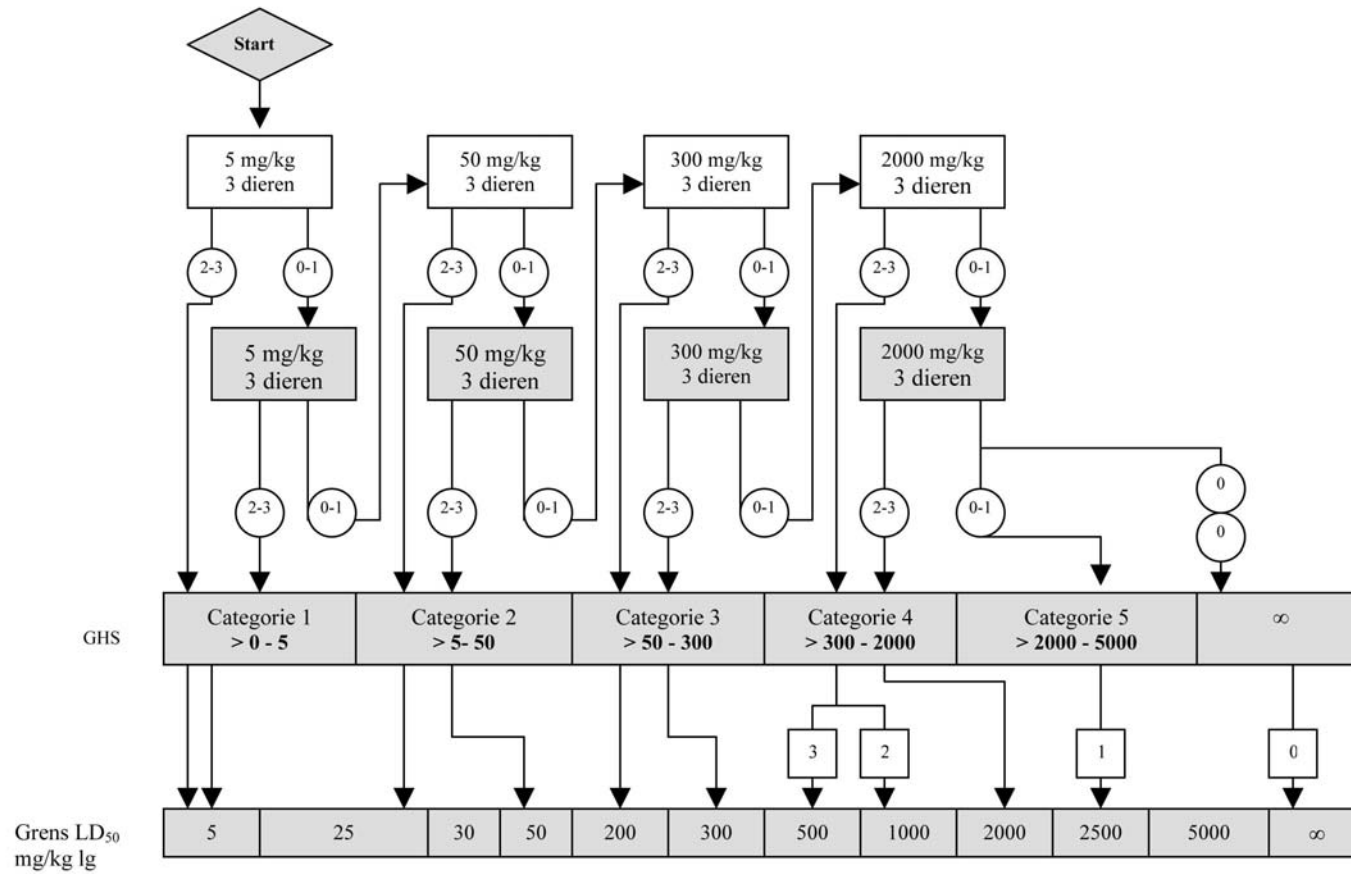 Start
5 mg/kg
3 dieren
50 mg/kg
3 dieren
300 mg/kg
3 dieren
2000 mg/kg
3 dieren
2-3
0-1
2-3
0-1
2-3
0-1
2-3
0-1
5 mg/kg
3 dieren
50 mg/kg
3 dieren
300 mg/kg
3 dieren
2000 mg/kg
3 dieren
2-3
0-1
2-3
0-1
2-3
0-1
2-3
0-1
0
0
GHS
Categorie 1
> 0 - 5
Categorie 2
> 5- 50
Categorie 3
> 50 - 300
Categorie 4
> 300 - 2000
Categorie 5
> 2000 - 5000
∞
3
2
1
0
Grens LD50
mg/kg lg
5
25
30
50
200
300
500
1000
2000
2500
5000
∞